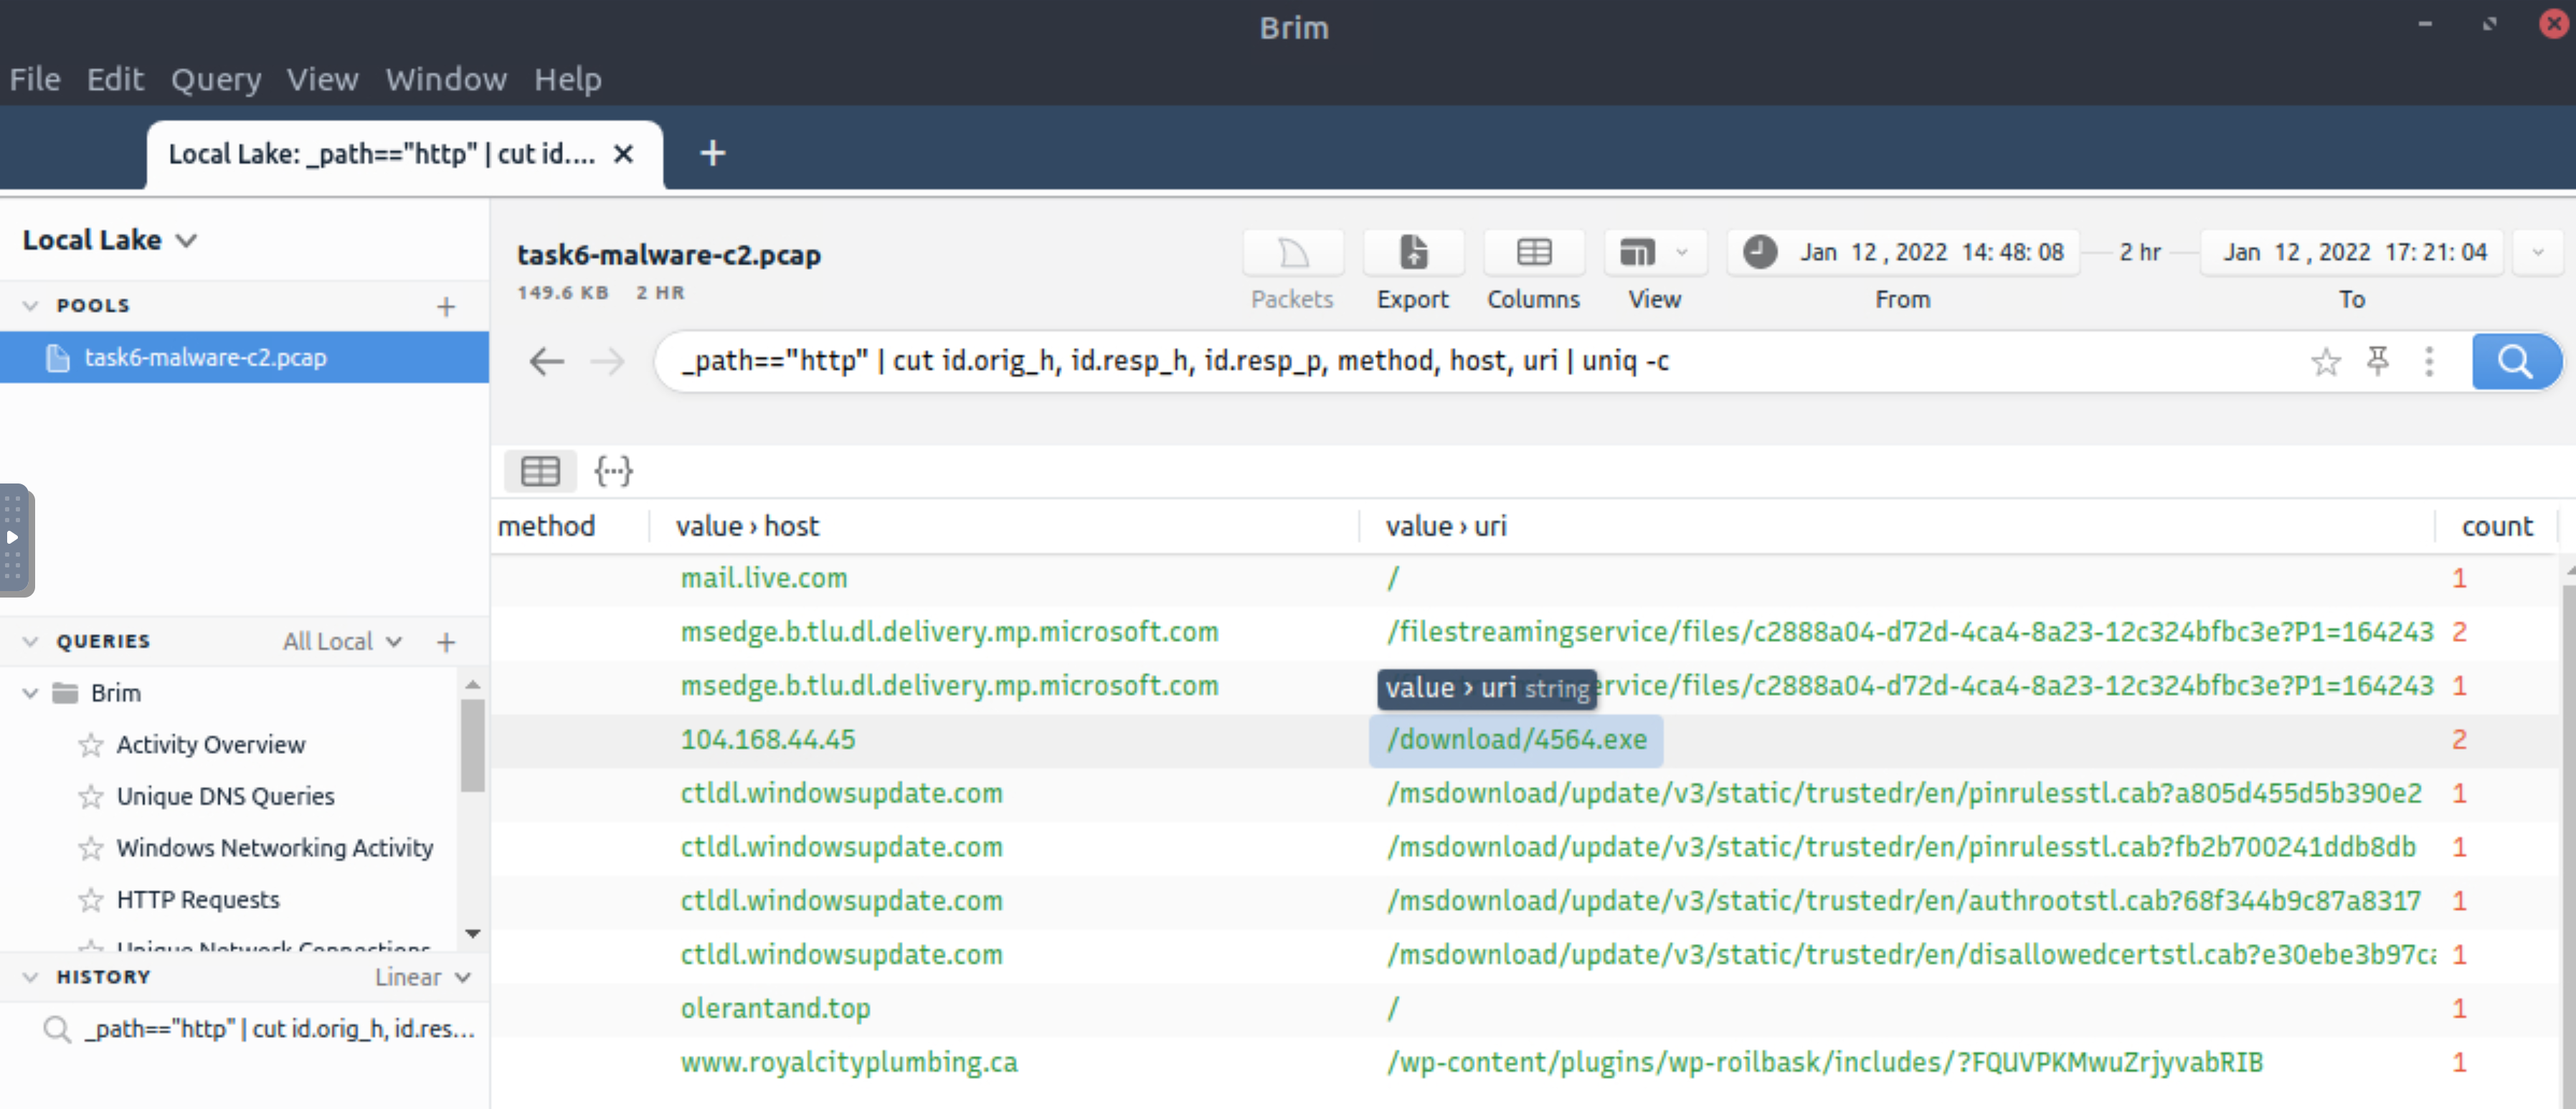 Brim
File Edit Query View Window Help
Local Lake: _path=="http" | cut id....
Local Lake
POOLS
task6-malware-c2.pcap
QUERIES All Local
Brim
Activity Overview
Unique DNS Queries
Windows Networking Activity
HTTP Requests
Unique Network Connections
HISTORY Linear
_path=="http" | cut id.orig_h, id.res...
task6-malware-c2.pcap
149.6 KB 2 HR
Packets Export Columns View
Jan 12 , 2022 14: 48: 08 2 hr Jan 12 , 2022 17: 21: 04
From To
_path=="http" | cut id.orig_h, id.resp_h, id.resp_p, method, host, uri | uniq -c
method value › host value › uri count
mail.live.com / 1
msedge.b.tlu.dl.delivery.mp.microsoft.com /filestreamingservice/files/c2888a04-d72d-4ca4-8a23-12c324bfbc3e?P1=164243 2
msedge.b.tlu.dl.delivery.mp.microsoft.com rvice/files/c2888a04-d72d-4ca4-8a23-12c324bfbc3e?P1=164243 1
value › uri string
104.168.44.45 /download/4564.exe 2
ctldl.windowsupdate.com /msdownload/update/v3/static/trustedr/en/pinrulesstl.cab?a805d455d5b390e2 1
ctldl.windowsupdate.com /msdownload/update/v3/static/trustedr/en/pinrulesstl.cab?fb2b700241ddb8db 1
ctldl.windowsupdate.com /msdownload/update/v3/static/trustedr/en/authrootstl.cab?68f344b9c87a8317 1
ctldl.windowsupdate.com /msdownload/update/v3/static/trustedr/en/disallowedcertstl.cab?e30ebe3b97ca 1
olerantand.top / 1
www.royalcityplumbing.ca /wp-content/plugins/wp-roilbask/includes/?FQUVPKMwuZrjyvabRIB 1